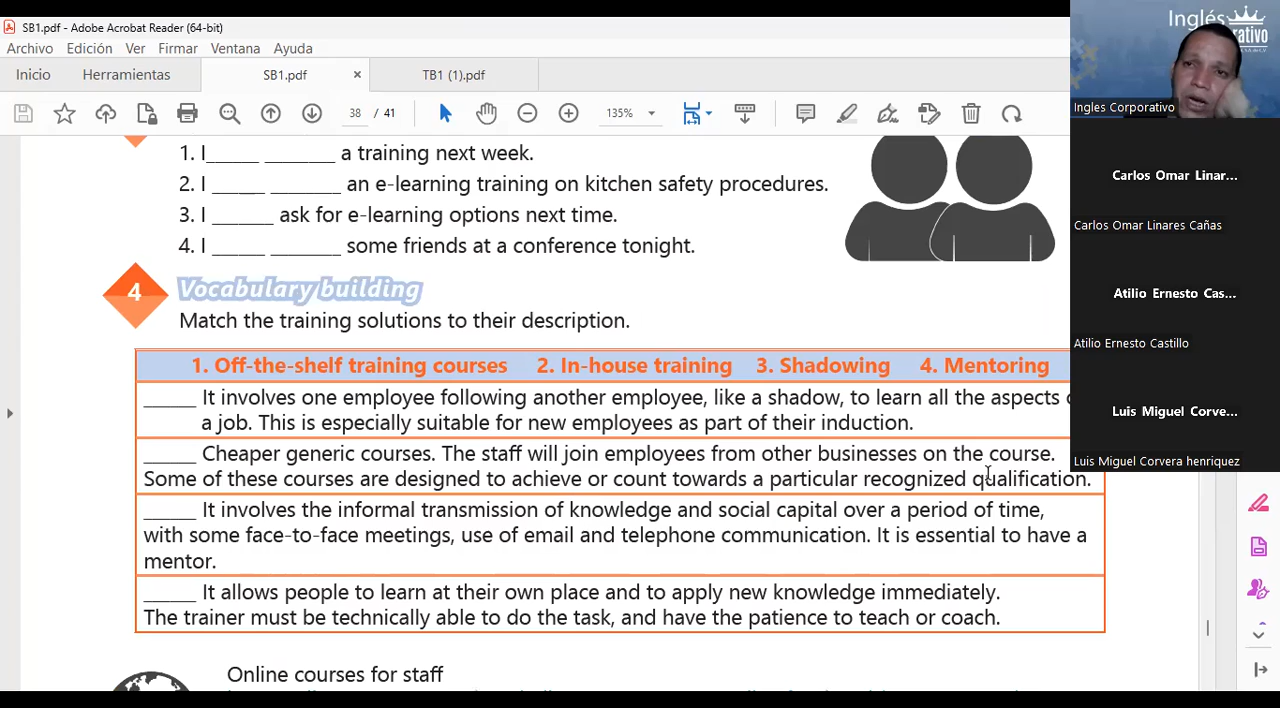 SB1.pdf - Adobe Acrobat Reader (64-bit)
Archivo Edición Ver Firmar Ventana Ayuda
Inicio Herramientas SB1.pdf × TB1 (1).pdf
38 / 41 135%
1. I_____ _______ a training next week.
2. I _____ _______ an e-learning training on kitchen safety procedures.
3. I ______ ask for e-learning options next time.
4. I _____ _______ some friends at a conference tonight.
4 Vocabulary building
Match the training solutions to their description.
1. Off-the-shelf training courses 2. In-house training 3. Shadowing 4. Mentoring
_____ It involves one employee following another employee, like a shadow, to learn all the aspects
a job. This is especially suitable for new employees as part of their induction.
_____ Cheaper generic courses. The staff will join employees from other businesses on the course.
Some of these courses are designed to achieve or count towards a particular recognized qualification.
_____ It involves the informal transmission of knowledge and social capital over a period of time,
with some face-to-face meetings, use of email and telephone communication. It is essential to have a
mentor.
_____ It allows people to learn at their own place and to apply new knowledge immediately.
The trainer must be technically able to do the task, and have the patience to teach or coach.
Online courses for staff
Inglés
Ingles Corporativo
Carlos Omar Linar...
Carlos Omar Linares Cañas
Atilio Ernesto Cas...
Atilio Ernesto Castillo
Luis Miguel Corve...
Luis Miguel Corvera henriquez